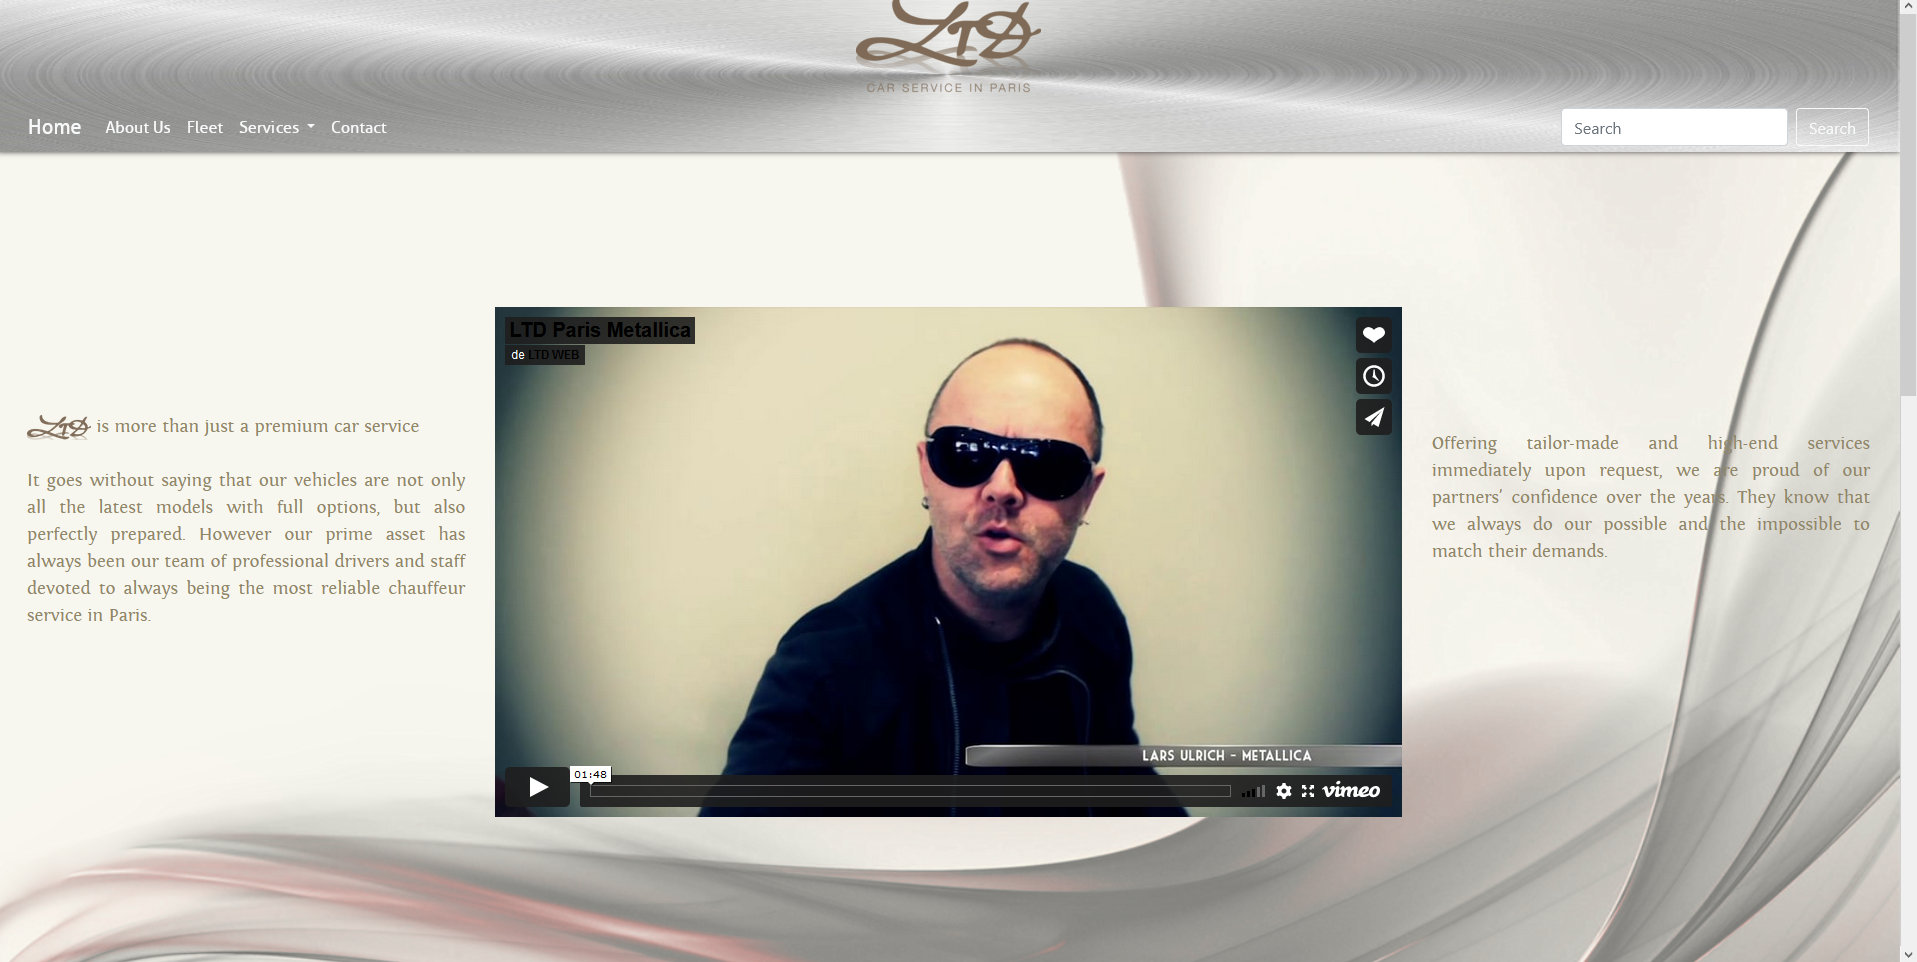 LTD
CAR SERVICE IN PARIS
Home About Us Fleet Services Contact Search Search
LTD Paris Metallica
de LTD WEB
LTD is more than just a premium car service
It goes without saying that our vehicles are not only
all the latest models with full options, but also
perfectly prepared. However our prime asset has
always been our team of professional drivers and staff
devoted to always being the most reliable chauffeur
service in Paris.
LARS ULRICH - METALLICA
01:48
vimeo
Offering tailor-made and high-end services
immediately upon request, we are proud of our
partners' confidence over the years. They know that
we always do our possible and the impossible to
match their demands.